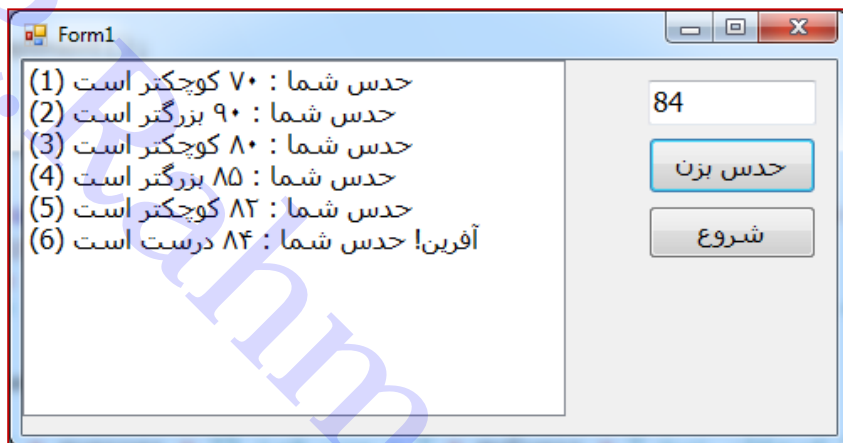 Form1
حدس شما : ۷۰ کوچکتر است (1)
حدس شما : ۹۰ بزرگتر است (2)
حدس شما : ۸۰ کوچکتر است (3)
حدس شما : ۸۵ بزرگتر است (4)
حدس شما : ۸۲ کوچکتر است (5)
آفرین! حدس شما : ۸۴ درست است (6)
84
حدس بزن
شروع
Rahm